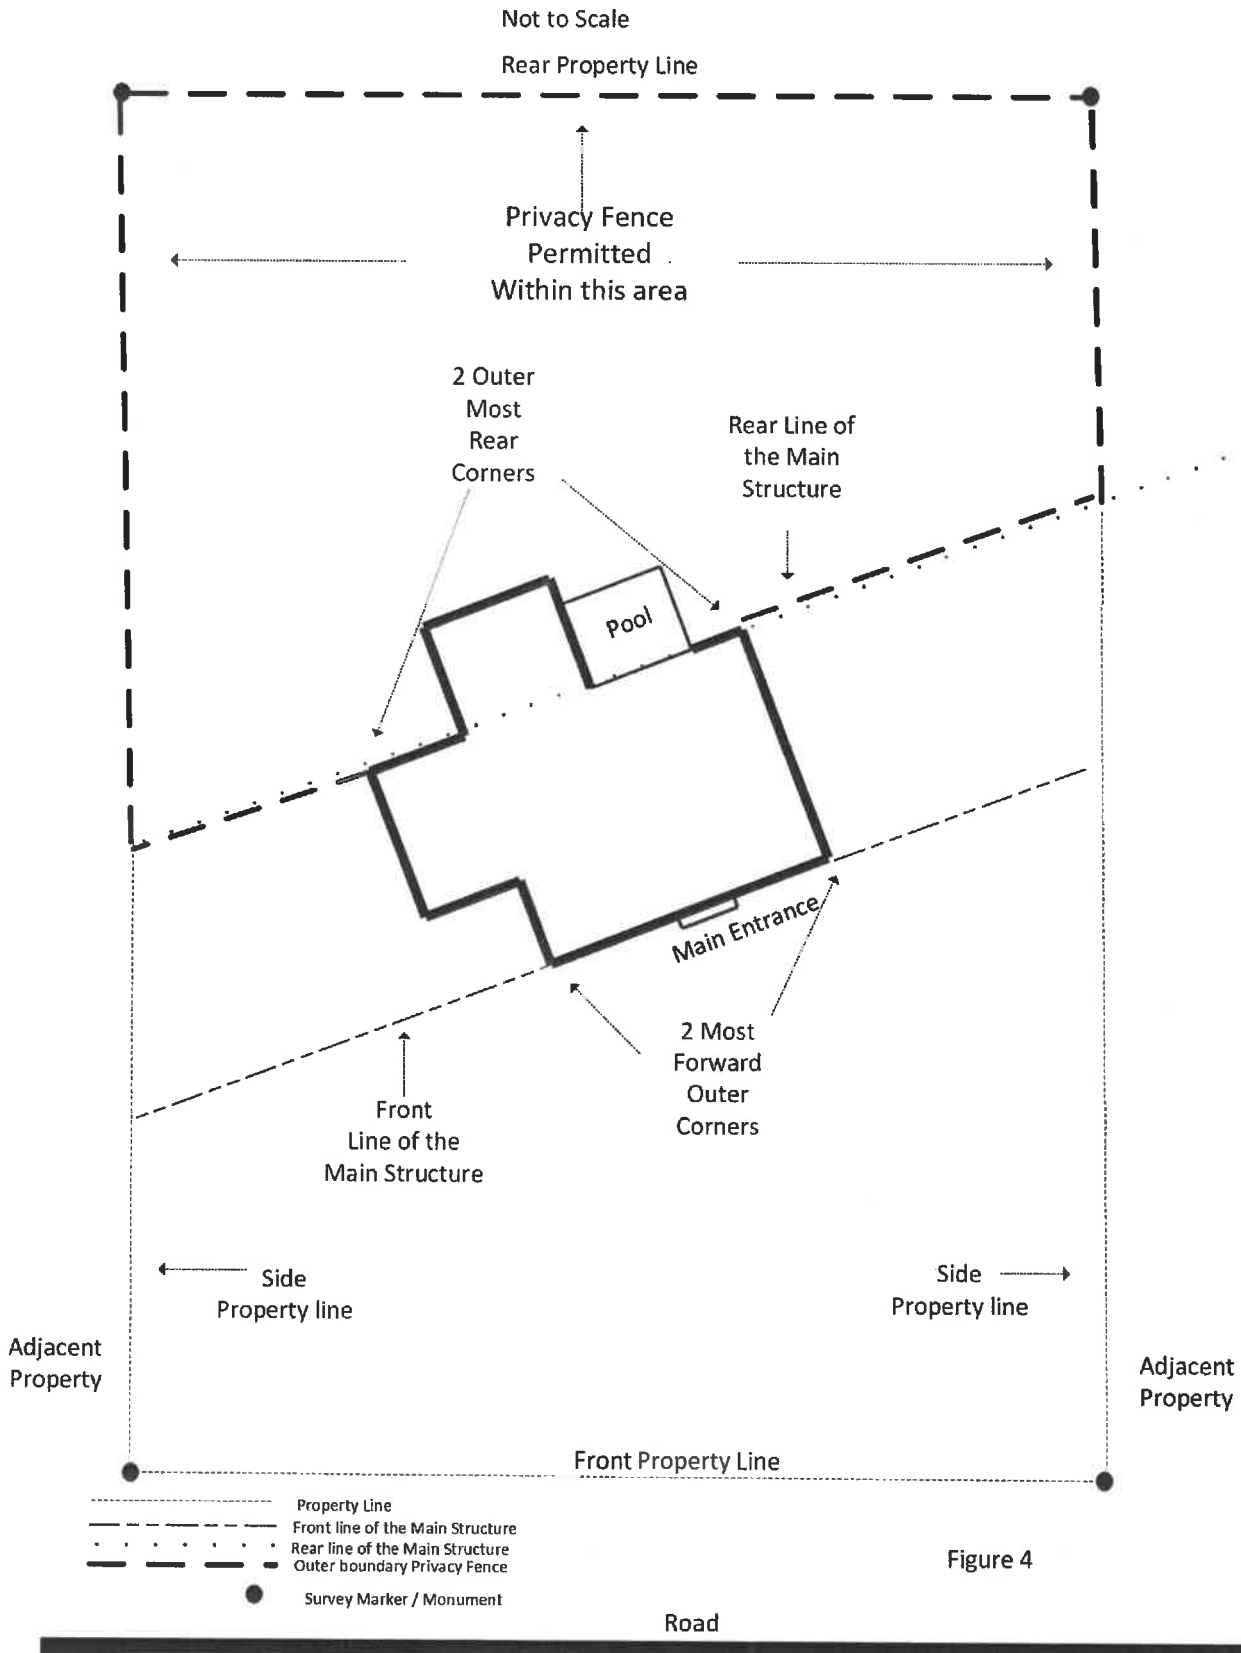 Not to Scale
Rear Property Line
Privacy Fence
Permitted
Within this area
2 Outer
Most
Rear
Corners
Rear Line of
the Main
Structure
Pool
Main Entrance
2 Most
Forward
Outer
Corners
Front
Line of the
Main Structure
Side
Property line
Side
Property line
Adjacent
Property
Adjacent
Property
Front Property Line
Property Line
Front line of the Main Structure
Rear line of the Main Structure
Outer boundary Privacy Fence
Survey Marker / Monument
Figure 4
Road